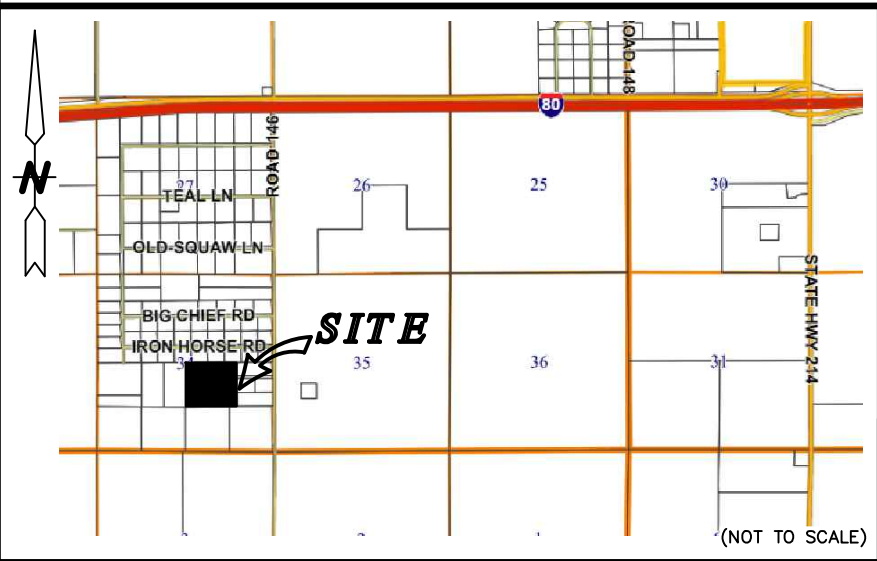 ROAD 148
80
N
ROAD 146
27
26
25
30
TEAL LN
OLD-SQUAW LN
STATE HWY 214
BIG CHIEF RD
SITE
IRON HORSE RD
34
35
36
31
2
(NOT TO SCALE)